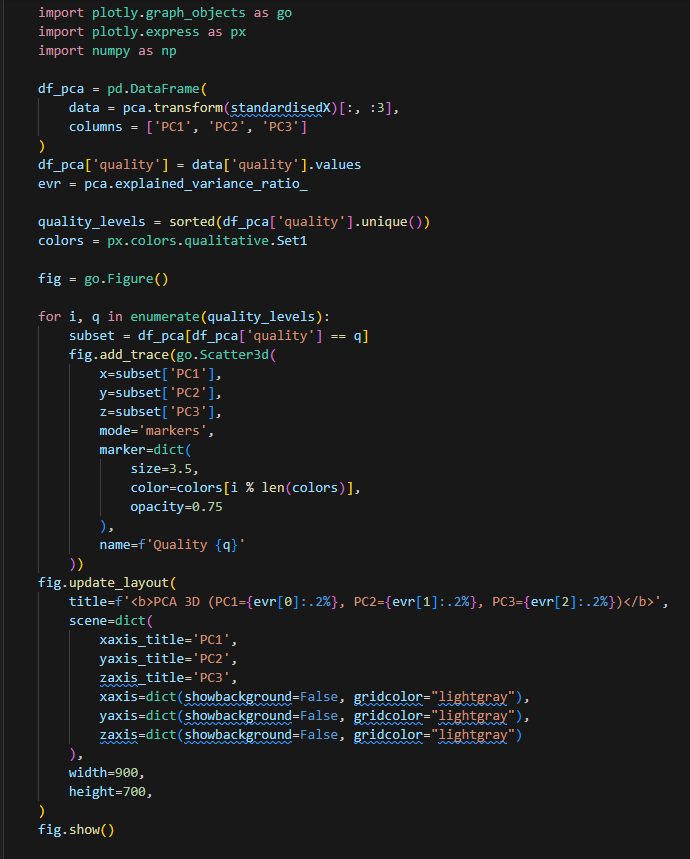 import plotly.graph_objects as go
import plotly.express as px
import numpy as np

df_pca = pd.DataFrame(
    data = pca.transform(standardisedX)[:, :3],
    columns = ['PC1', 'PC2', 'PC3']
)
df_pca['quality'] = data['quality'].values
evr = pca.explained_variance_ratio_

quality_levels = sorted(df_pca['quality'].unique())
colors = px.colors.qualitative.Set1

fig = go.Figure()

for i, q in enumerate(quality_levels):
    subset = df_pca[df_pca['quality'] == q]
    fig.add_trace(go.Scatter3d(
        x=subset['PC1'],
        y=subset['PC2'],
        z=subset['PC3'],
        mode='markers',
        marker=dict(
            size=3.5,
            color=colors[i % len(colors)],
            opacity=0.75
        ),
        name=f'Quality {q}'
    ))
fig.update_layout(
    title=f'<b>PCA 3D (PC1={evr[0]:.2%}, PC2={evr[1]:.2%}, PC3={evr[2]:.2%})</b>',
    scene=dict(
        xaxis_title='PC1',
        yaxis_title='PC2',
        zaxis_title='PC3',
        xaxis=dict(showbackground=False, gridcolor="lightgray"),
        yaxis=dict(showbackground=False, gridcolor="lightgray"),
        zaxis=dict(showbackground=False, gridcolor="lightgray")
    ),
    width=900,
    height=700,
)
fig.show()